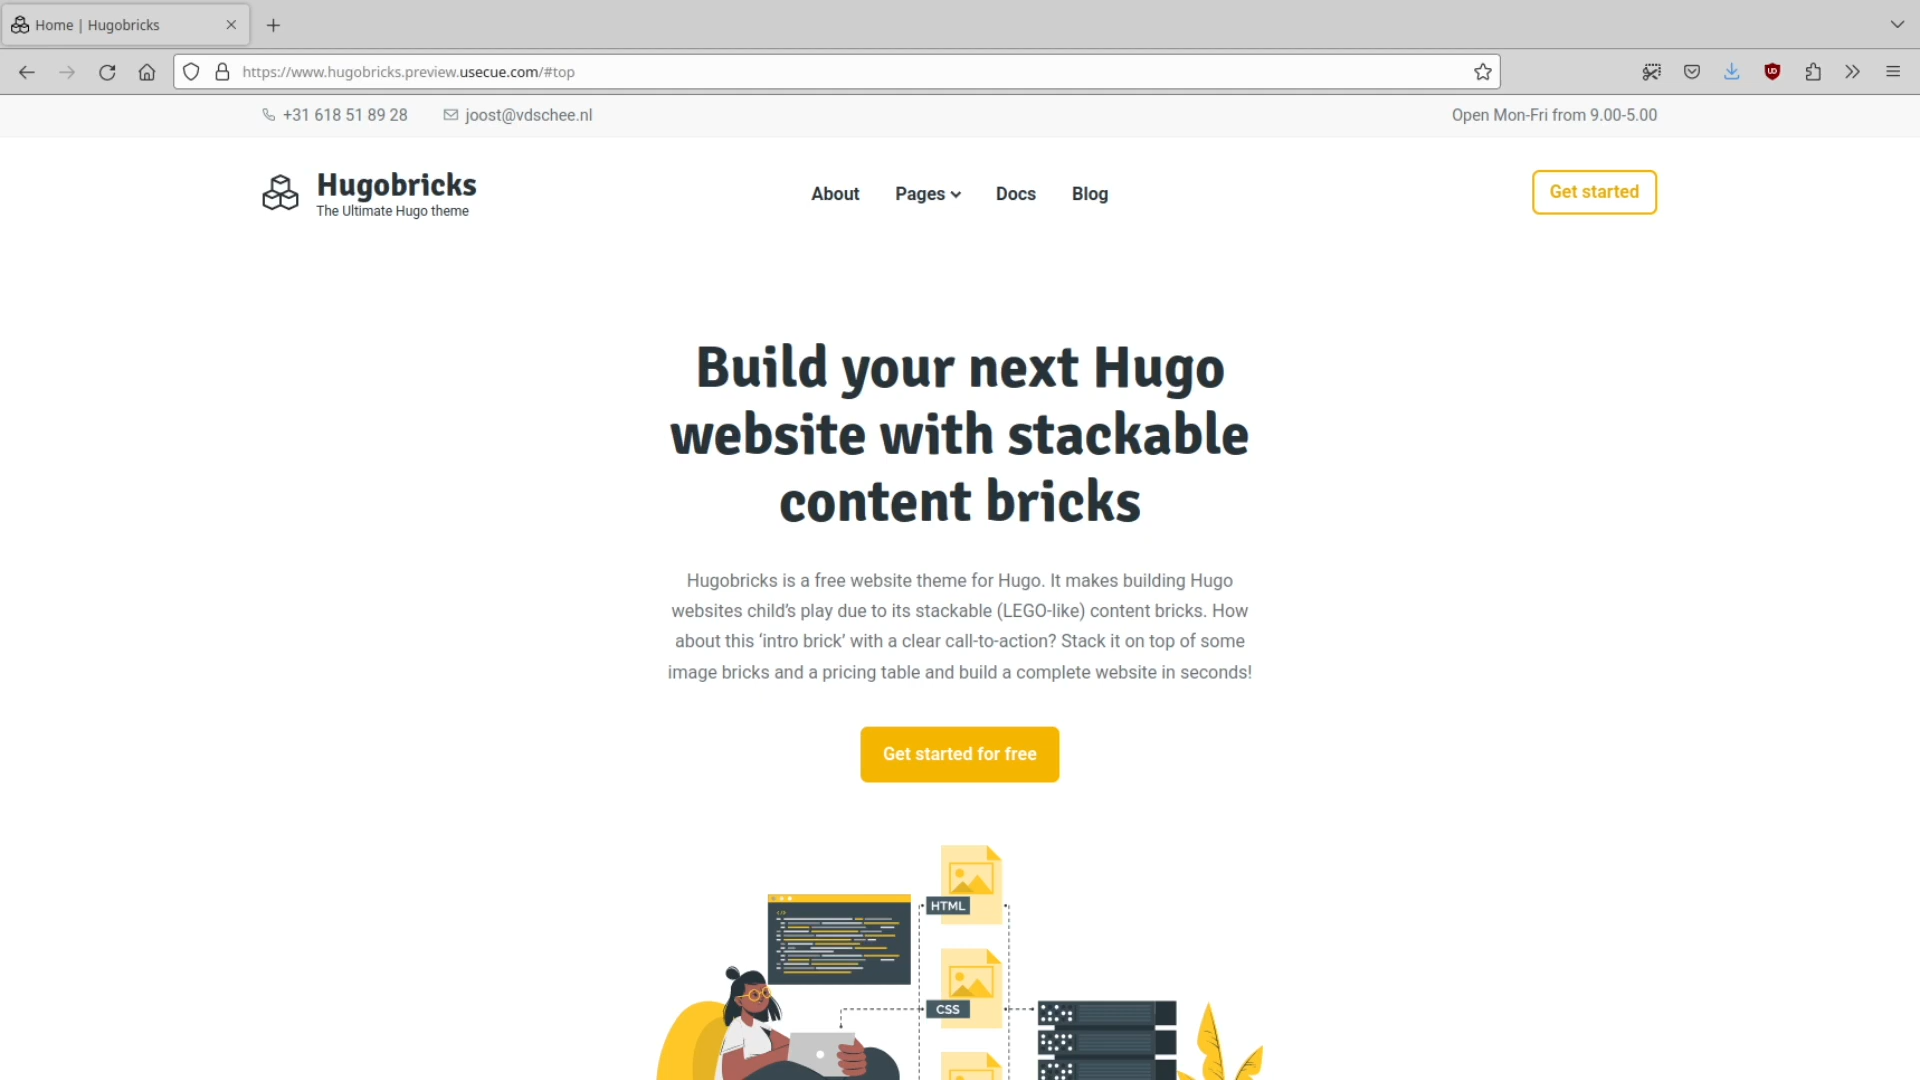 Home | Hugobricks
https://www.hugobricks.preview.usecue.com/#top
+31 618 51 89 28 joost@vdschee.nl Open Mon-Fri from 9.00-5.00
Hugobricks
The Ultimate Hugo theme
About Pages Docs Blog
Get started
Build your next Hugo
website with stackable
content bricks
Hugobricks is a free website theme for Hugo. It makes building Hugo
websites child’s play due to its stackable (LEGO-like) content bricks. How
about this ‘intro brick’ with a clear call-to-action? Stack it on top of some
image bricks and a pricing table and build a complete website in seconds!
Get started for free
HTML
CSS